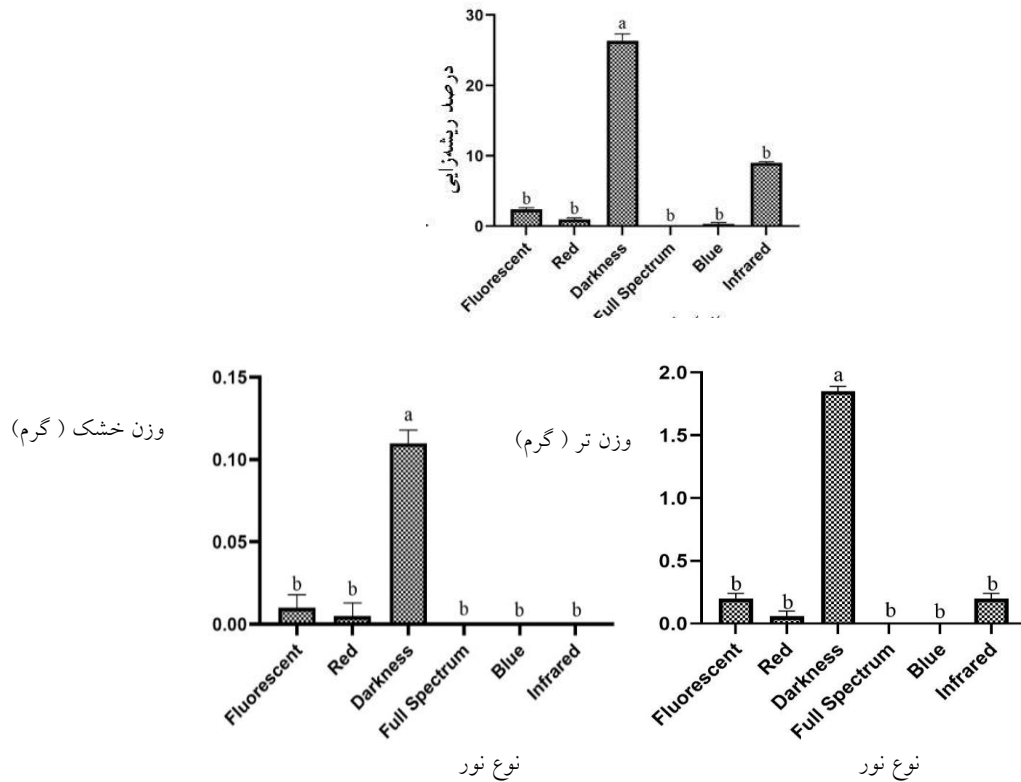 30
20
10
0
درصد ریشه‌زایی
a
b
b
b
b
b
Fluorescent
Red
Darkness
Full Spectrum
Blue
Infrared
وزن خشک ( گرم)
0.15
0.10
0.05
0.00
a
b
b
b
b
b
Fluorescent
Red
Darkness
Full Spectrum
Blue
Infrared
نوع نور
وزن تر ( گرم)
2.0
1.5
1.0
0.5
0.0
a
b
b
b
b
b
Fluorescent
Red
Darkness
Full Spectrum
Blue
Infrared
نوع نور